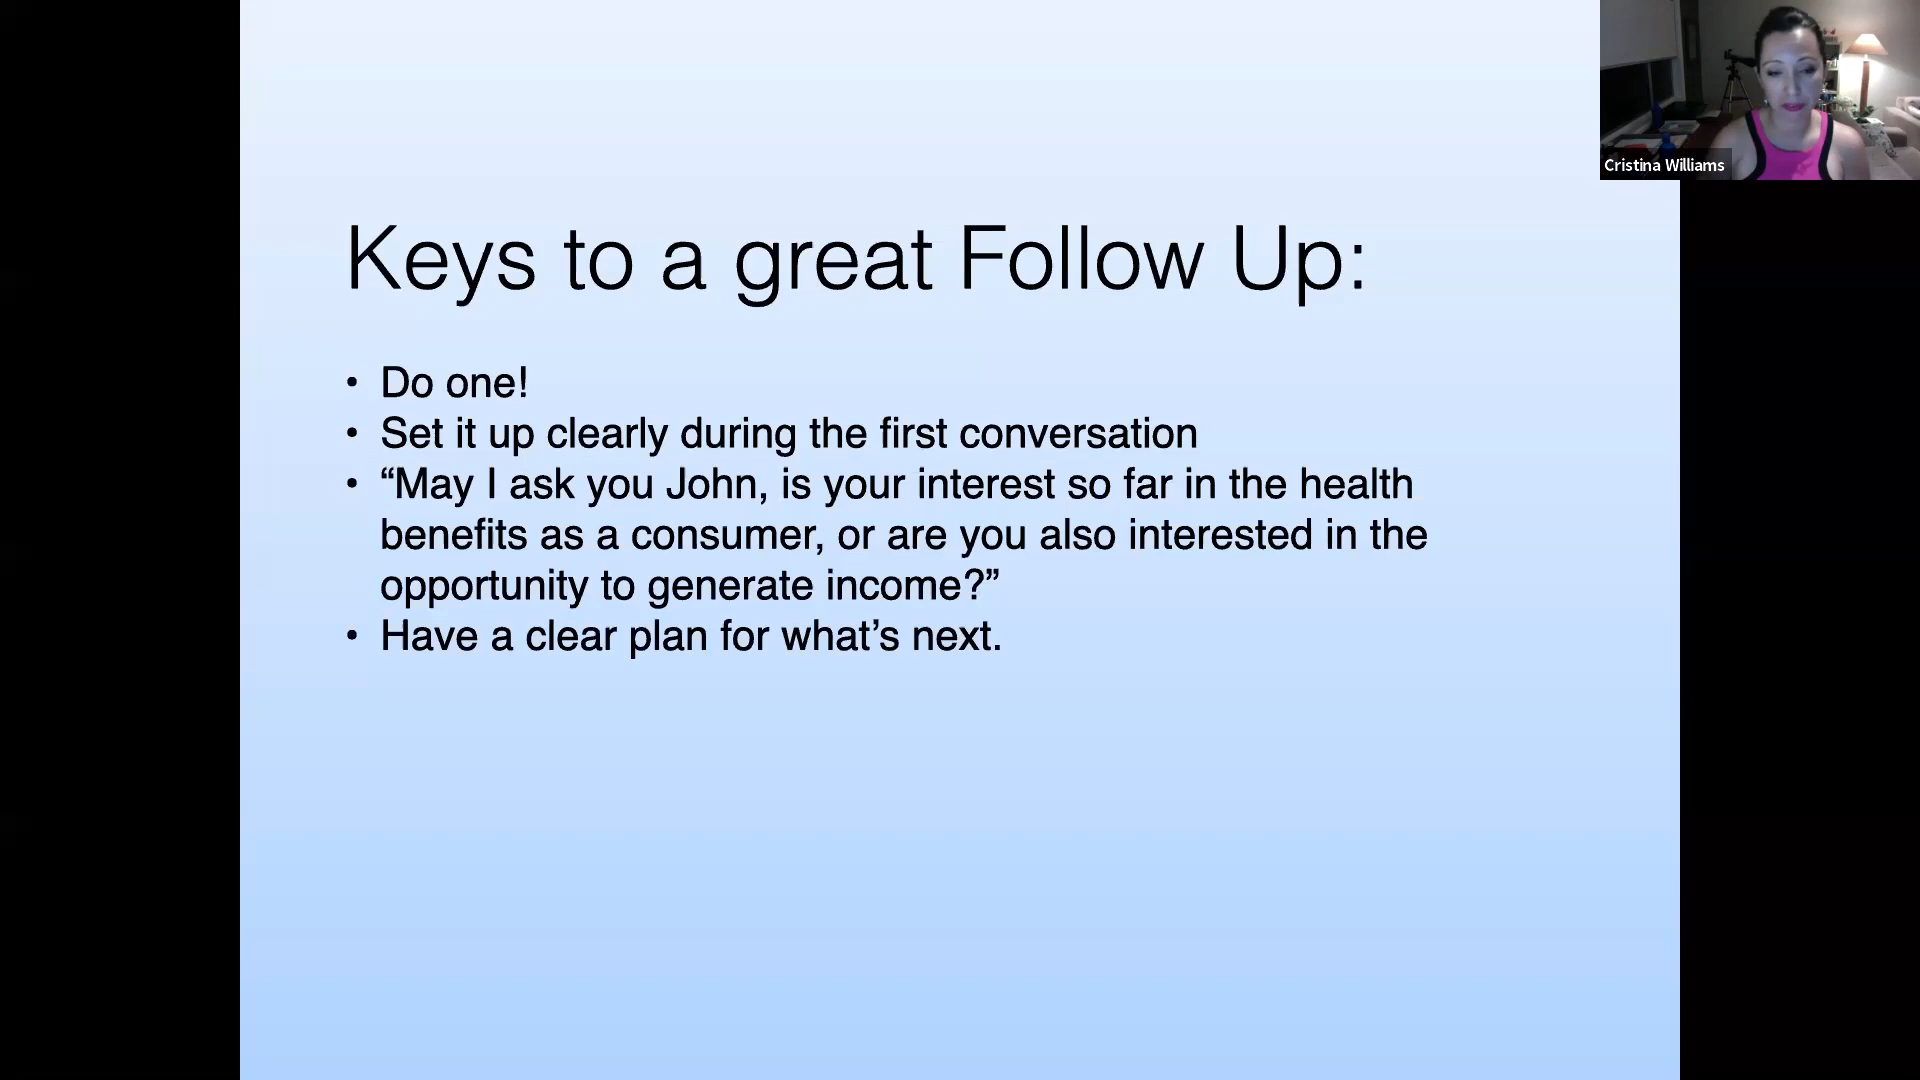 Cristina Williams
Keys to a great Follow Up:
• Do one!
• Set it up clearly during the first conversation
• “May I ask you John, is your interest so far in the health
benefits as a consumer, or are you also interested in the
opportunity to generate income?”
• Have a clear plan for what’s next.